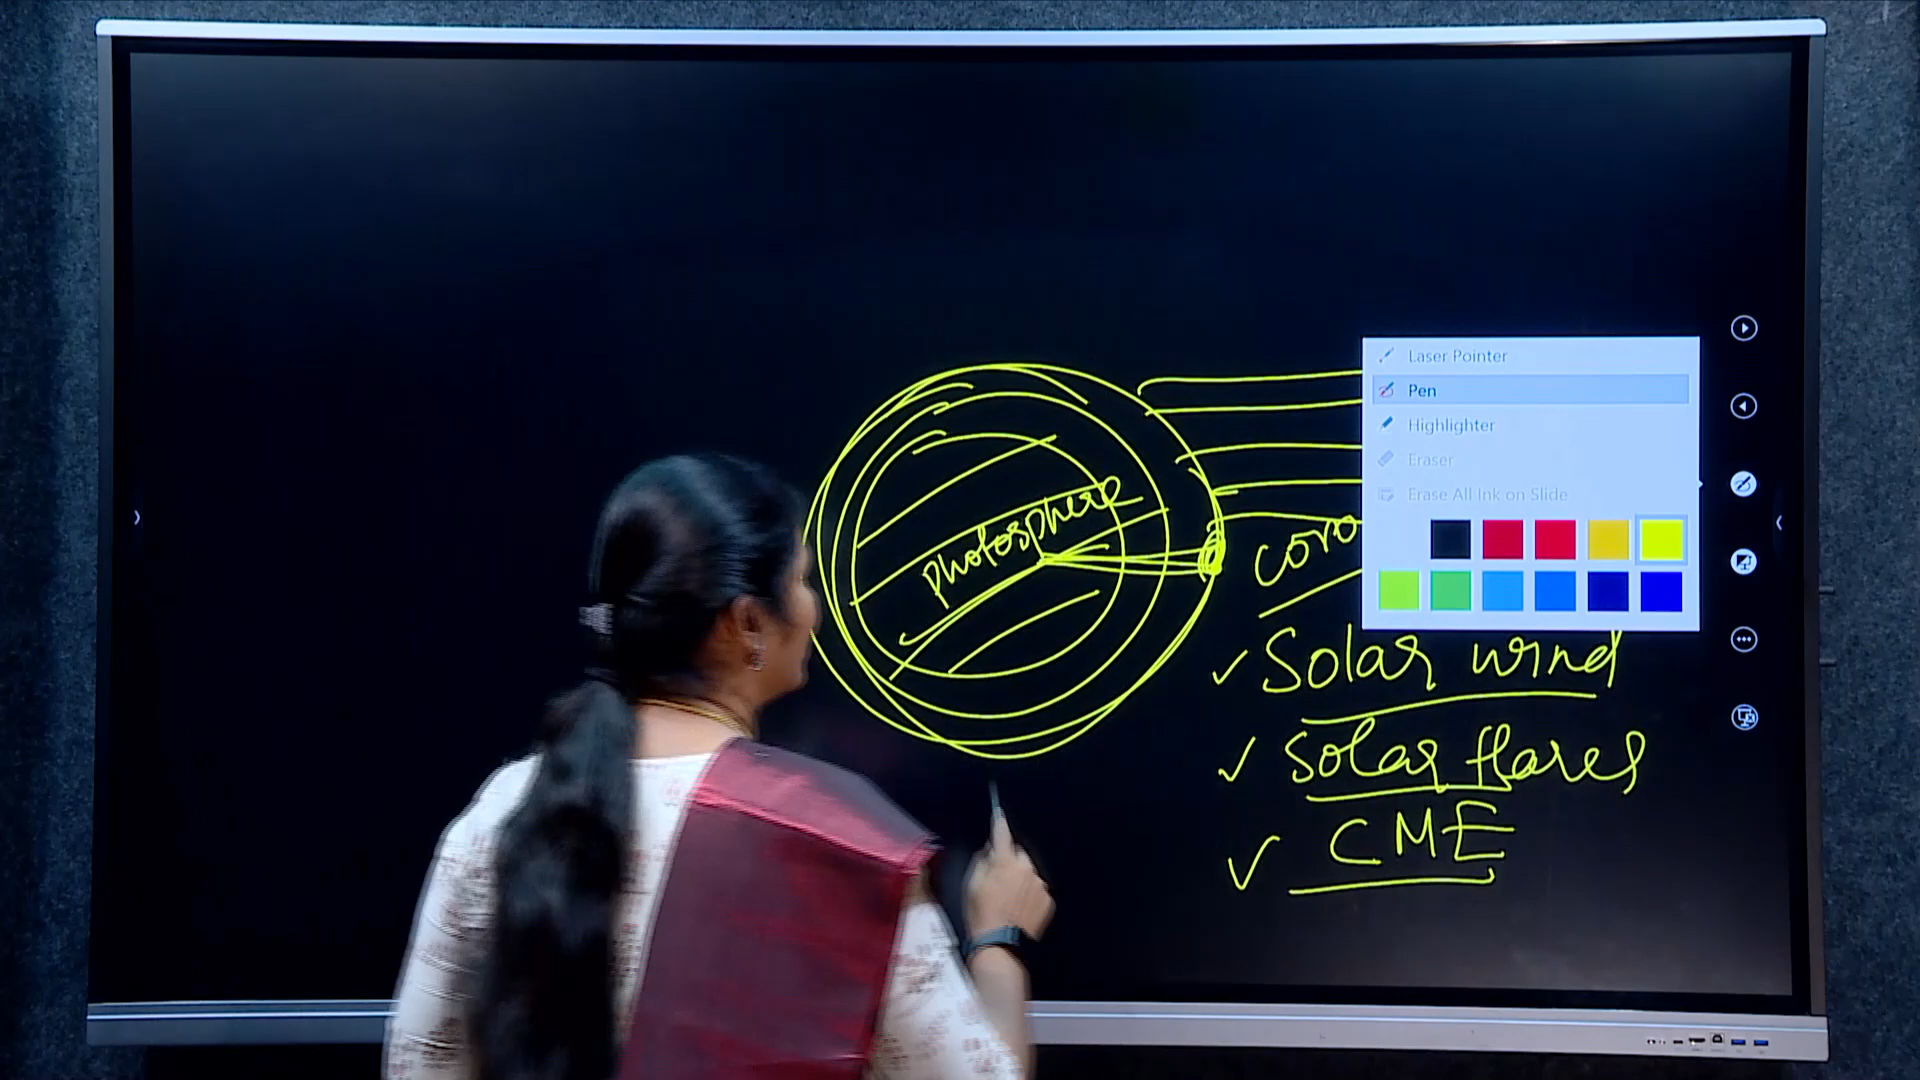 Laser Pointer
Pen
Highlighter
Eraser
Erase All Ink on Slide
photosphere
coro
✓ Solar wind
✓ Solar flares
✓ CME